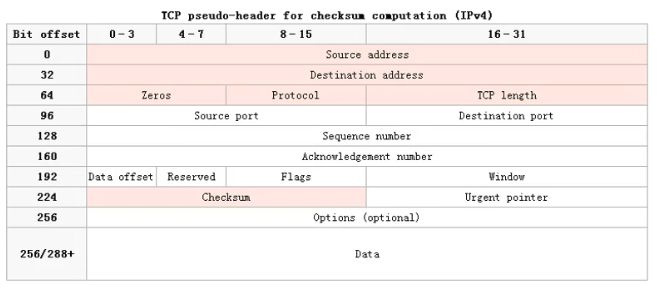 TCP pseudo-header for checksum computation (IPv4)
Bit offset 0-3 4-7 8-15 16-31
0 Source address
32 Destination address
64 Zeros Protocol TCP length
96 Source port Destination port
128 Sequence number
160 Acknowledgement number
192 Data offset Reserved Flags Window
224 Checksum Urgent pointer
256 Options (optional)
256/288+ Data